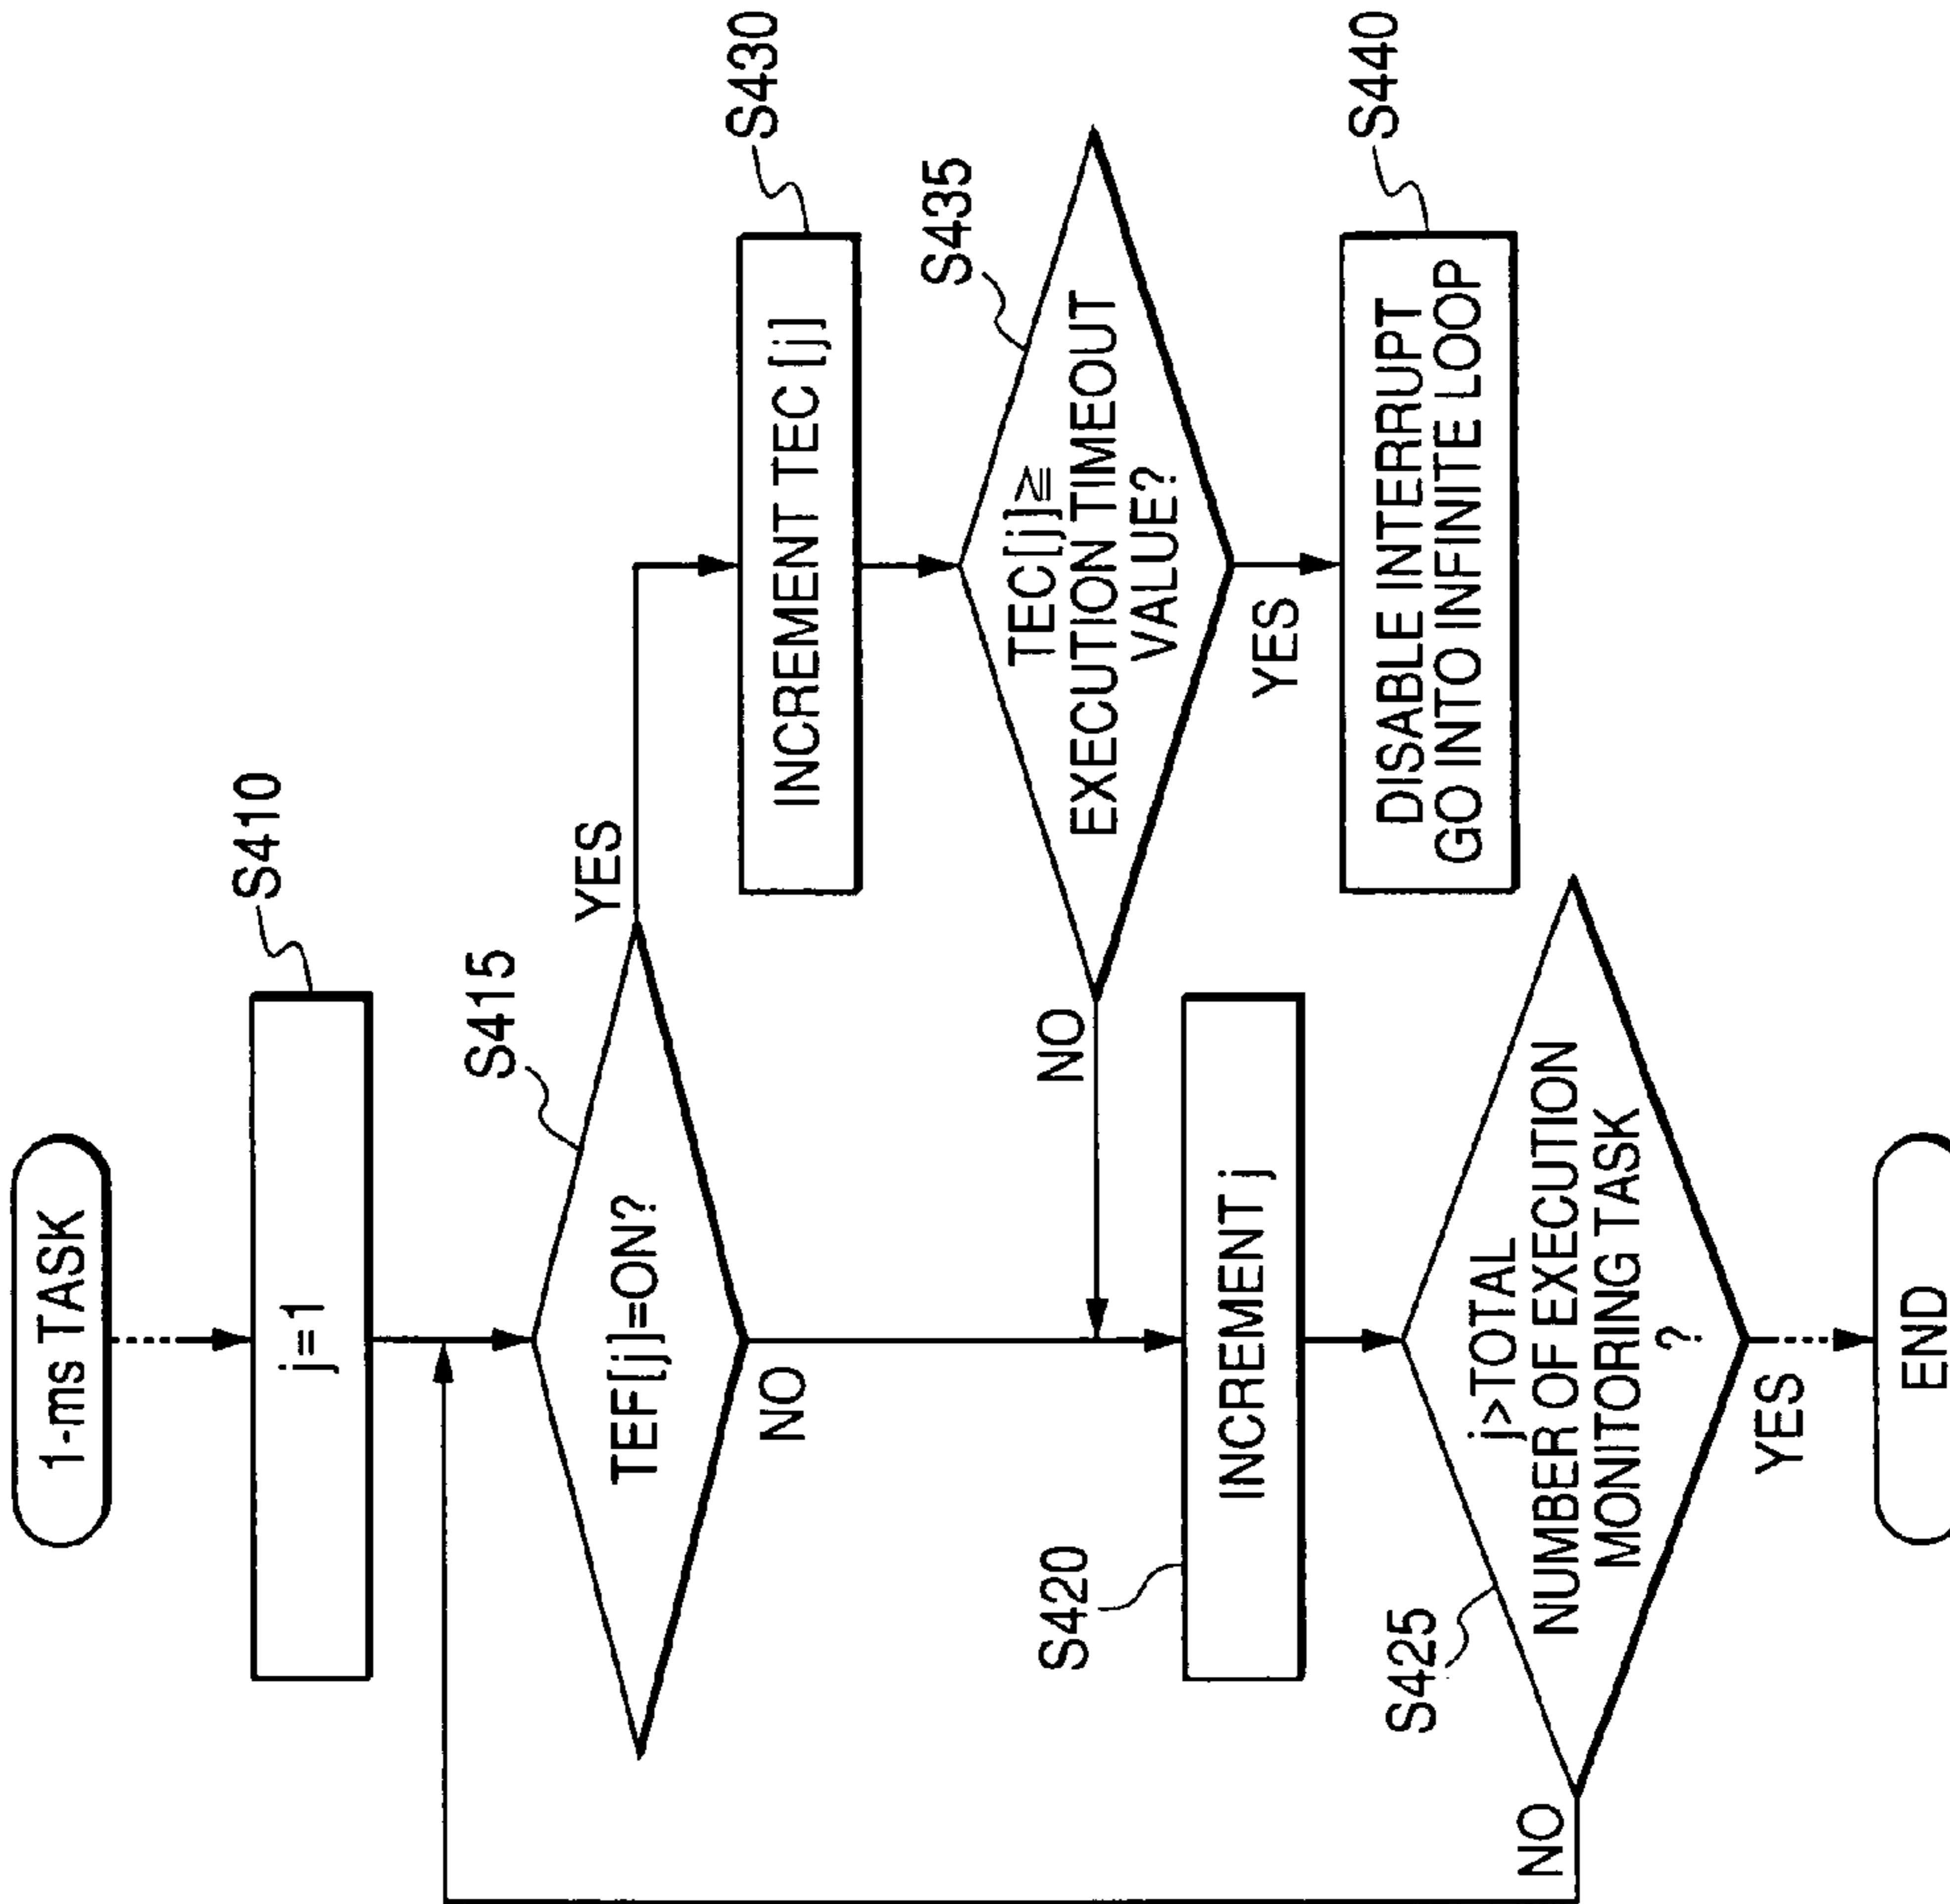 1-ms TASK
S410
j=1
S415
TEF[j]=ON?
YES
NO
S430
INCREMENT TEC [j]
S435
TEC[j]≧
EXECUTION TIMEOUT
VALUE?
NO
YES
S440
DISABLE INTERRUPT
GO INTO INFINITE LOOP
S420
INCREMENT j
S425
j>TOTAL
NUMBER OF EXECUTION
MONITORING TASK
?
NO
YES
END